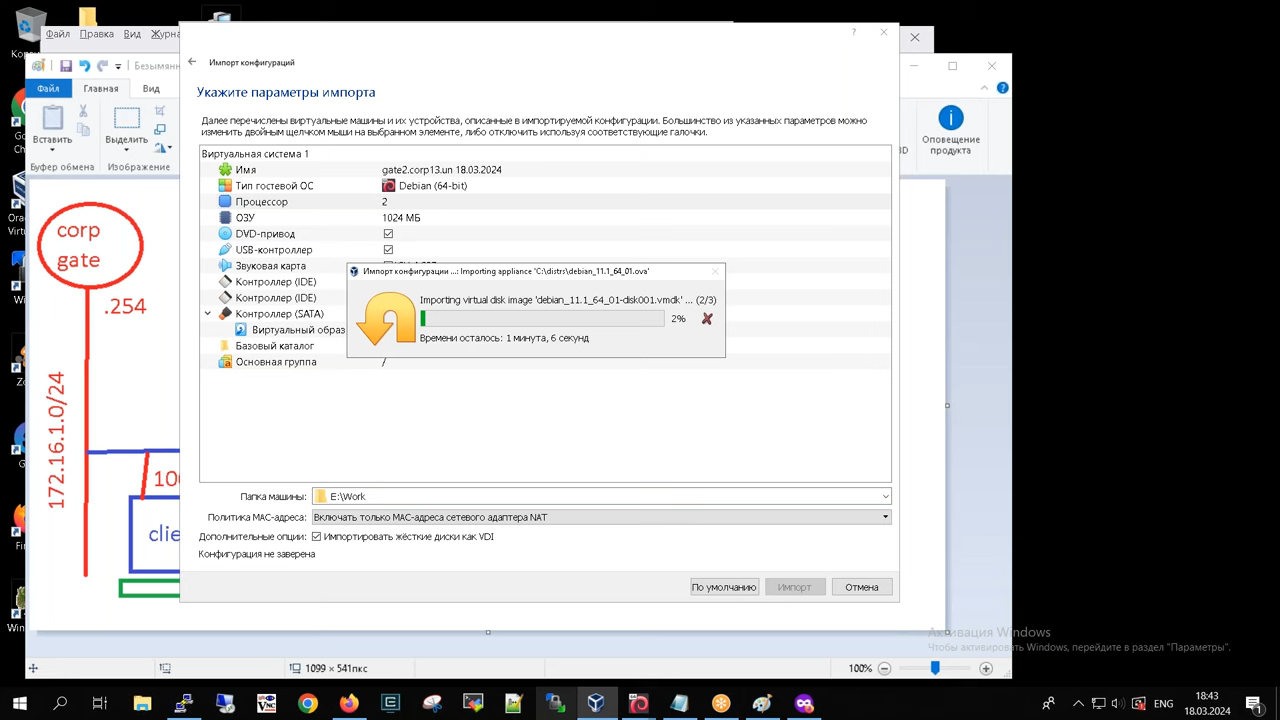 Файл Правка Вид Журна
Безымянн
Файл Главная Вид
Вставить
Выделить
Буфер обмена
Изображение
Оповещение
продукта
Импорт конфигураций
Укажите параметры импорта
Далее перечислены виртуальные машины и их устройства, описанные в импортируемой конфигурации. Большинство из указанных параметров можно
изменить двойным щелчком мыши на выбранном элементе, либо отключить используя соответствующие галочки.
Виртуальная система 1
Имя gate2.corp13.un 18.03.2024
Тип гостевой ОС Debian (64-bit)
Процессор 2
ОЗУ 1024 МБ
DVD-привод
USB-контроллер
Звуковая карта
Контроллер (IDE)
Контроллер (IDE)
Контроллер (SATA)
Виртуальный образ
Базовый каталог
Основная группа /
Импорт конфигурации ...: Importing appliance 'C:\distrs\debian_11.1_64_01.ova'
Importing virtual disk image 'debian_11.1_64_01-disk001.vmdk' ... (2/3)
2%
Времени осталось: 1 минута, 6 секунд
Папка машины: E:\Work
Политика MAC-адреса: Включать только MAC-адреса сетевого адаптера NAT
Дополнительные опции: Импортировать жёсткие диски как VDI
Конфигурация не заверена
По умолчанию Импорт Отмена
corp
gate
.254
172.16.1.0/24
100
clie
1099 × 541пкс
100%
Активация Windows
Чтобы активировать Windows, перейдите в раздел "Параметры".
ENG
18:43
18.03.2024